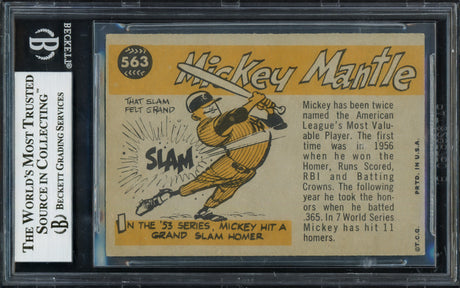 BECKETT
B
THE WORLD'S MOST TRUSTED
SOURCE IN COLLECTING™
BECKETT GRADING SERVICES
B
563
Mickey Mantle
THAT SLAM
FELT GRAND
SLAM
IN THE '53 SERIES, MICKEY HIT A
GRAND SLAM HOMER
Mickey has been twice
named the American
League's Most Valu-
able Player. The first
time was in 1956
when he won the
Homer, Runs Scored,
RBI and Batting
Crowns. The following
year he took the hon-
ors when he batted
.365. In 7 World Series
Mickey has hit 11
homers.
©T.C.G. PRTD. IN U.S.A.